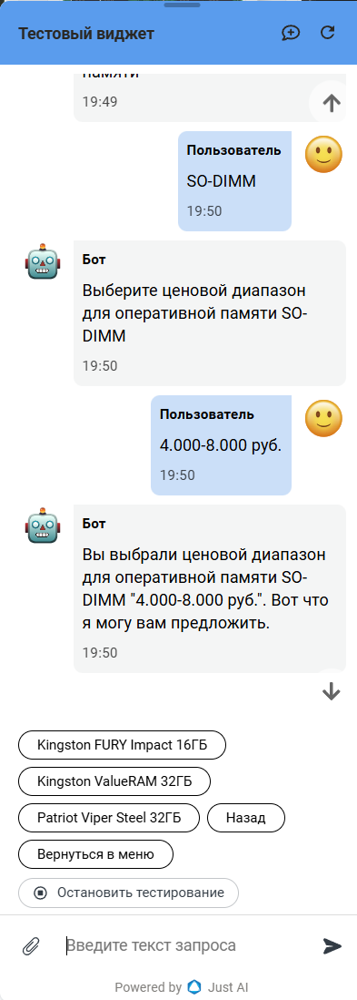 Тестовый виджет
памяти
19:49
Пользователь
SO-DIMM
19:50
Бот
Выберите ценовой диапазон
для оперативной памяти SO-
DIMM
19:50
Пользователь
4.000-8.000 руб.
19:50
Бот
Вы выбрали ценовой диапазон
для оперативной памяти SO-
DIMM "4.000-8.000 руб.". Вот что
я могу вам предложить.
19:50
Kingston FURY Impact 16ГБ
Kingston ValueRAM 32ГБ
Patriot Viper Steel 32ГБ Назад
Вернуться в меню
Остановить тестирование
Введите текст запроса
Powered by Just AI